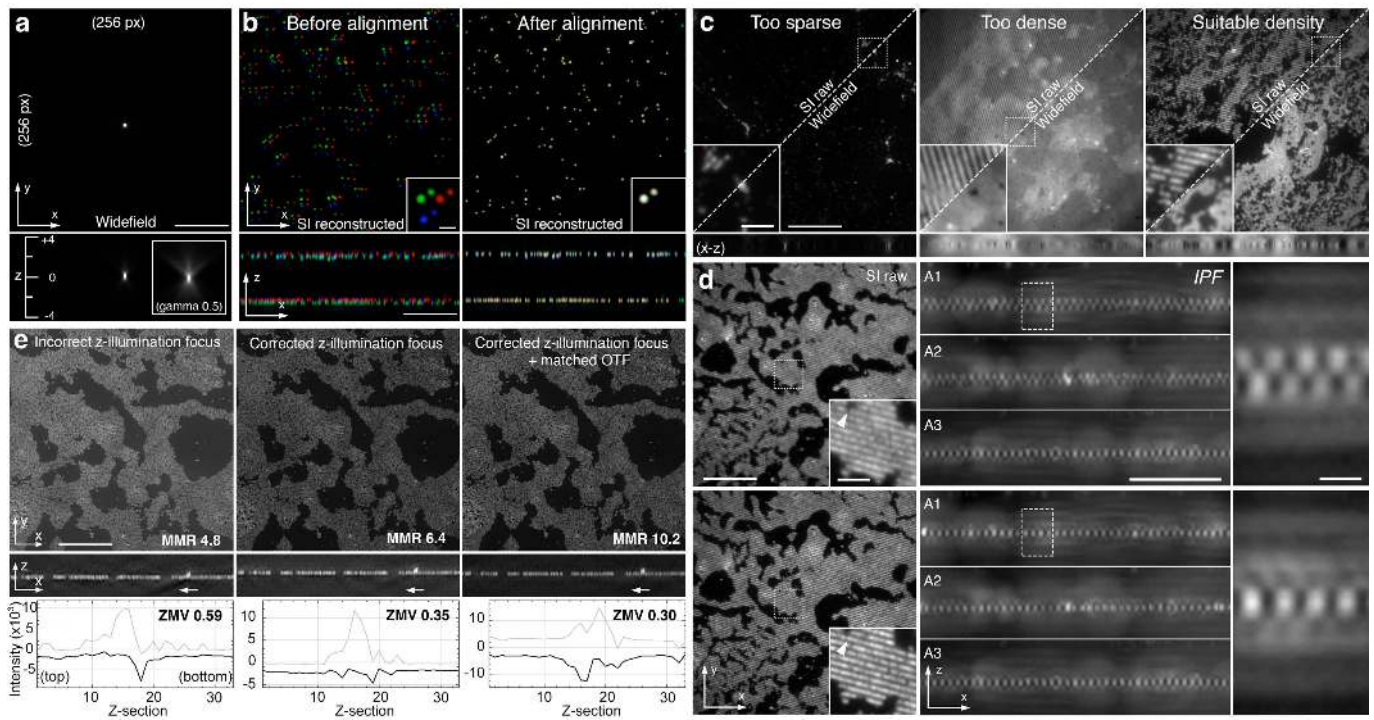 a
(256 px)
(256 px)
y
x
Widefield
+4
z
0
-4
(gamma 0.5)
b
Before alignment
After alignment
y
x
SI reconstructed
SI reconstructed
z
x
c
Too sparse
Too dense
Suitable density
SI raw
Widefield
SI raw
Widefield
SI raw
Widefield
(x-z)
d
SI raw
A1
IPF
A2
A3
A1
A2
A3
y
x
z
x
e
Incorrect z-illumination focus
Corrected z-illumination focus
Corrected z-illumination focus
+ matched OTF
y
x
MMR 4.8
MMR 6.4
MMR 10.2
z
x
Intensity (x10³)
10
5
0
-5
ZMV 0.59
(top)
(bottom)
10
20
30
Z-section
10
5
0
-5
ZMV 0.35
10
20
30
Z-section
10
5
0
-5
-10
ZMV 0.30
10
20
30
Z-section